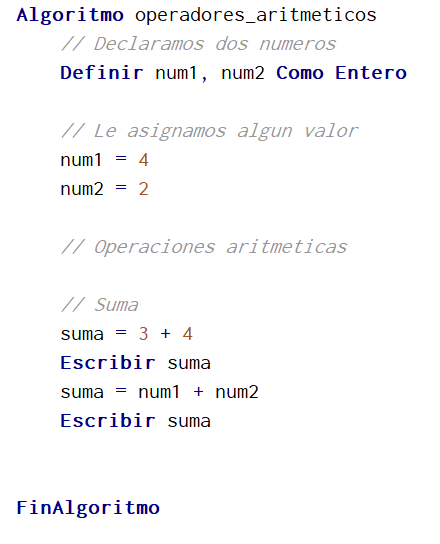 Algoritmo operadores_aritmeticos
// Declaramos dos numeros
Definir num1, num2 Como Entero
// Le asignamos algun valor
num1 = 4
num2 = 2
// Operaciones aritmeticas
// Suma
suma = 3 + 4
Escribir suma
suma = num1 + num2
Escribir suma
FinAlgoritmo